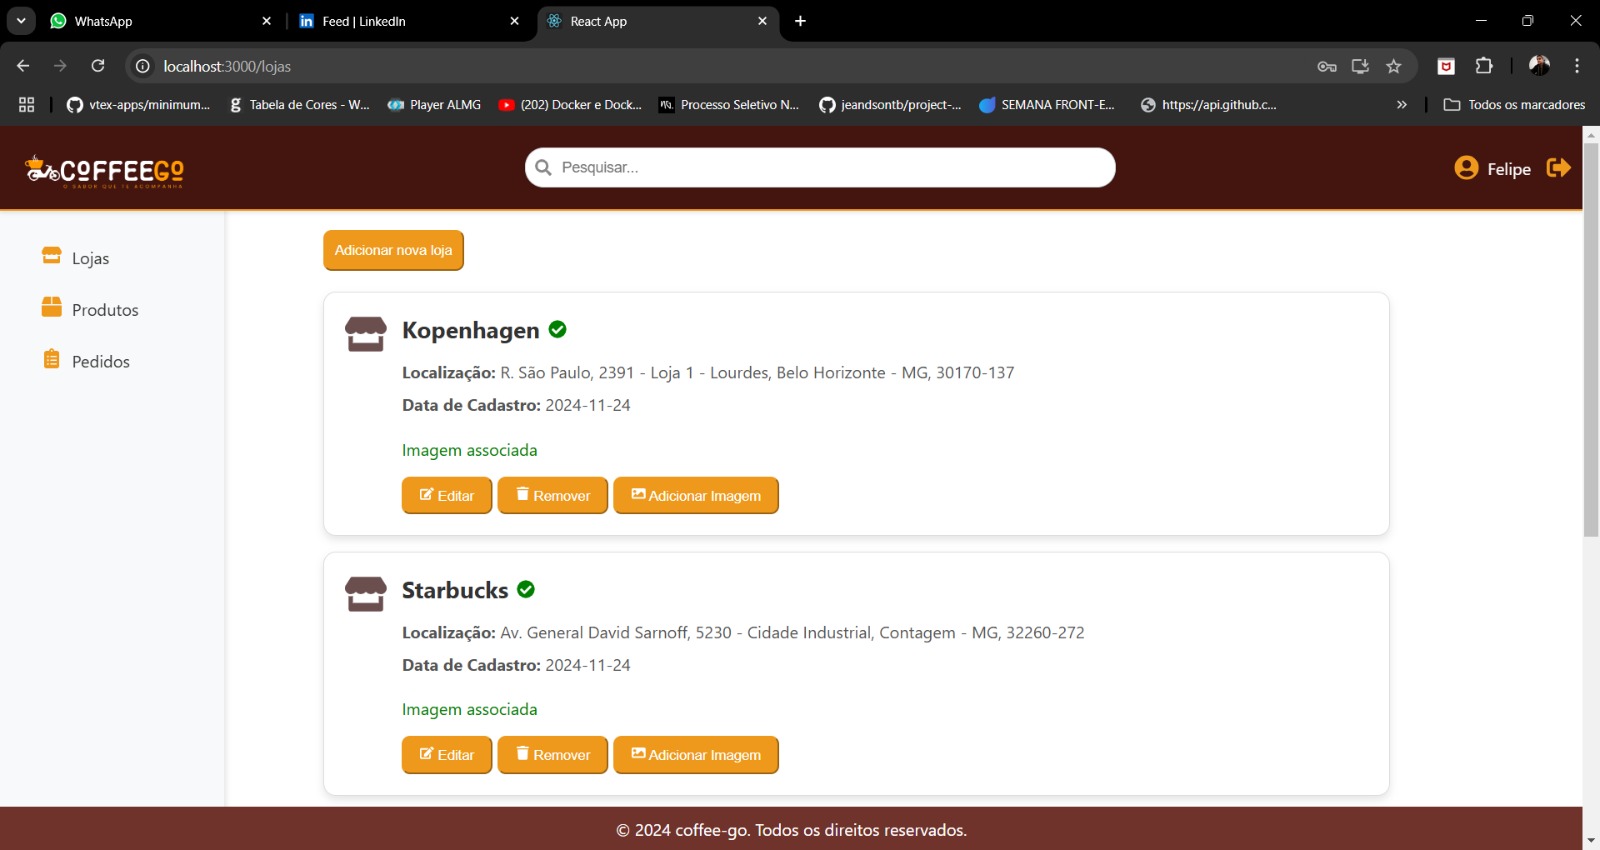 WhatsApp
Feed | LinkedIn
React App
localhost:3000/lojas
vtex-apps/minimum...
Tabela de Cores - W...
Player ALMG
(202) Docker e Dock...
Processo Seletivo N...
jeandsontb/project-...
SEMANA FRONT-E...
https://api.github.c...
Todos os marcadores
COFFEEGO
O SABOR QUE TE ACOMPANHA
Pesquisar...
Felipe
Lojas
Produtos
Pedidos
Adicionar nova loja
Kopenhagen
Localização: R. São Paulo, 2391 - Loja 1 - Lourdes, Belo Horizonte - MG, 30170-137
Data de Cadastro: 2024-11-24
Imagem associada
Editar Remover Adicionar Imagem
Starbucks
Localização: Av. General David Sarnoff, 5230 - Cidade Industrial, Contagem - MG, 32260-272
Data de Cadastro: 2024-11-24
Imagem associada
Editar Remover Adicionar Imagem
© 2024 coffee-go. Todos os direitos reservados.